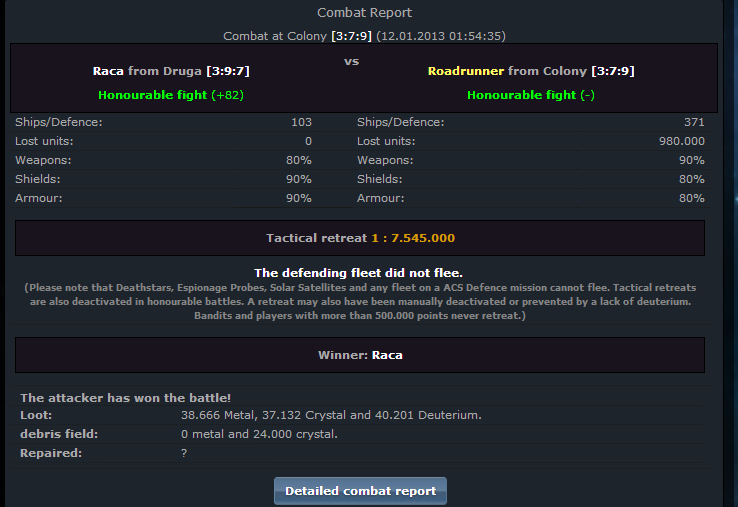 Combat Report
Combat at Colony [3:7:9] (12.01.2013 01:54:35)
vs
Raca from Druga [3:9:7]
Roadrunner from Colony [3:7:9]
Honourable fight (+82)
Honourable fight (-)
Ships/Defence: 103 Ships/Defence: 371
Lost units: 0 Lost units: 980.000
Weapons: 80% Weapons: 90%
Shields: 90% Shields: 80%
Armour: 90% Armour: 80%
Tactical retreat 1 : 7.545.000
The defending fleet did not flee.
(Please note that Deathstars, Espionage Probes, Solar Satellites and any fleet on a ACS Defence mission cannot flee. Tactical retreats
are also deactivated in honourable battles. A retreat may also have been manually deactivated or prevented by a lack of deuterium.
Bandits and players with more than 500.000 points never retreat.)
Winner: Raca
The attacker has won the battle!
Loot: 38.666 Metal, 37.132 Crystal and 40.201 Deuterium.
debris field: 0 metal and 24.000 crystal.
Repaired: ?
Detailed combat report